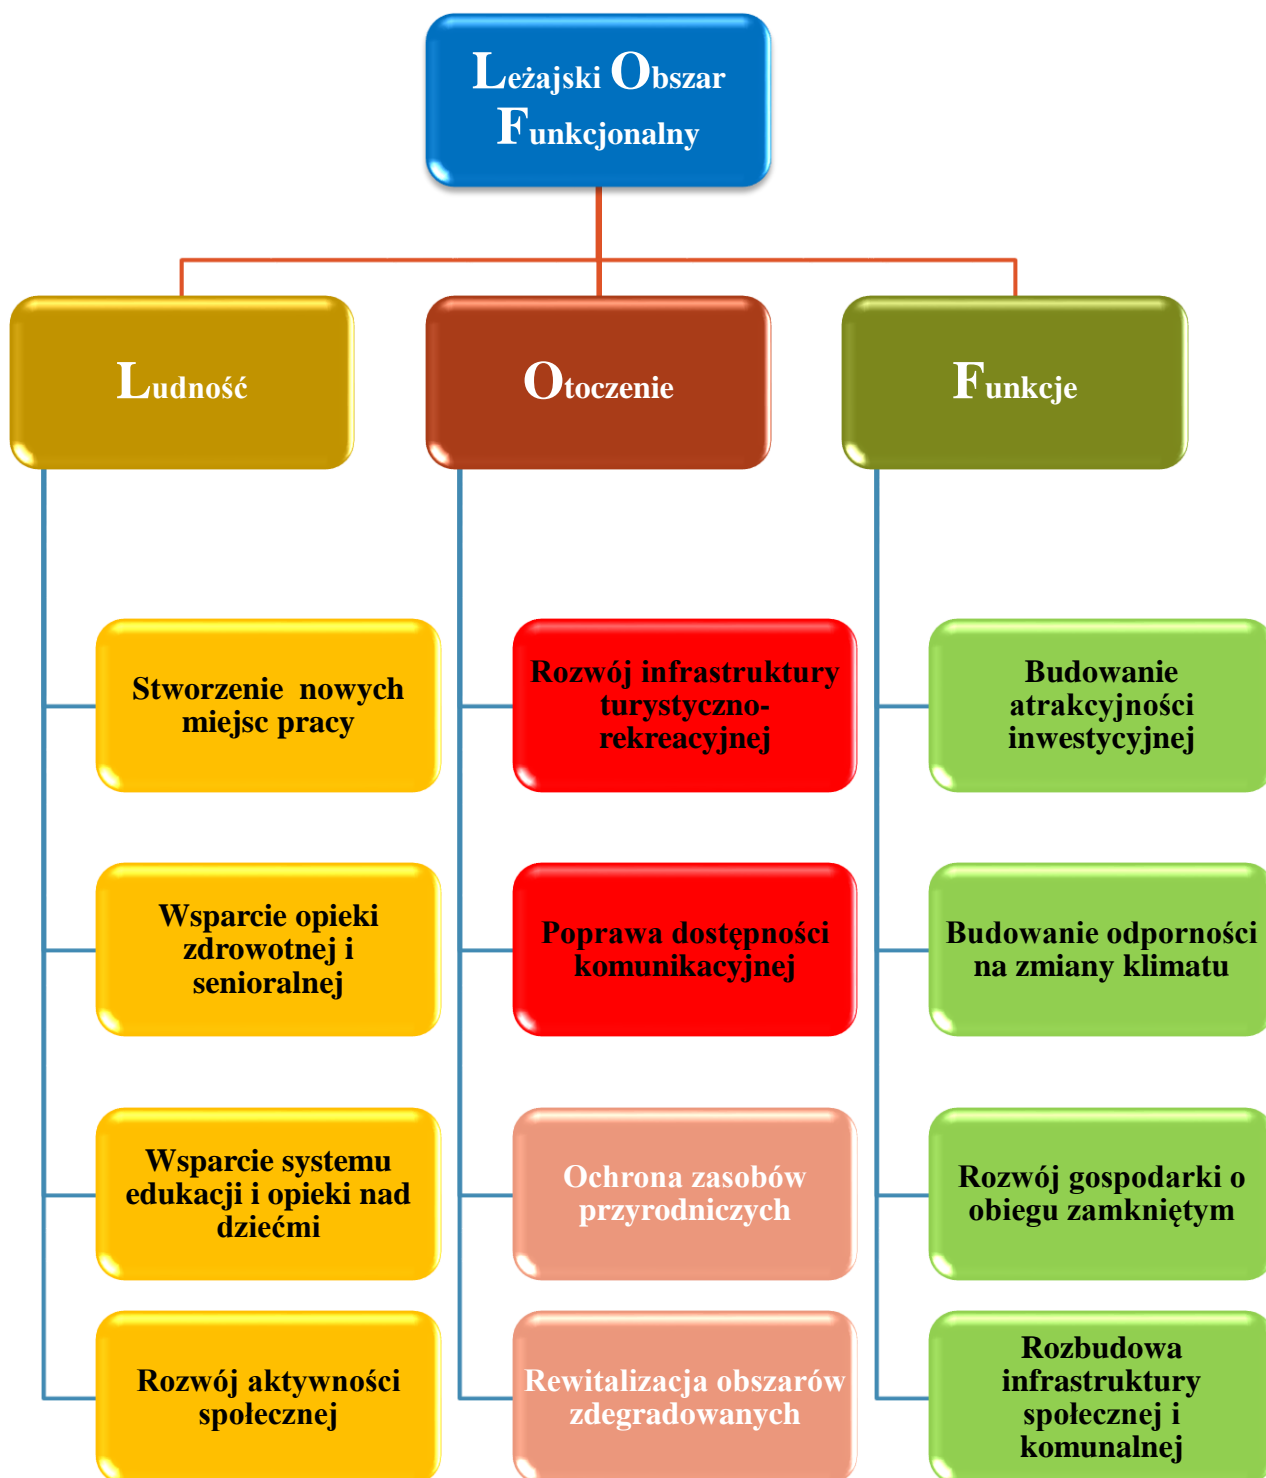 Leżajski Obszar
Funkcjonalny
Ludność
Otoczenie
Funkcje
Stworzenie  nowych
miejsc pracy
Wsparcie opieki
zdrowotnej i
senioralnej
Wsparcie systemu
edukacji i opieki nad
dziećmi
Rozwój aktywności
społecznej
Rozwój infrastruktury
turystyczno-
rekreacyjnej
Poprawa dostępności
komunikacyjnej
Ochrona zasobów
przyrodniczych
Rewitalizacja obszarów
zdegradowanych
Budowanie
atrakcyjności
inwestycyjnej
Budowanie odporności
na zmiany klimatu
Rozwój gospodarki o
obiegu zamkniętym
Rozbudowa
infrastruktury
społecznej i
komunalnej